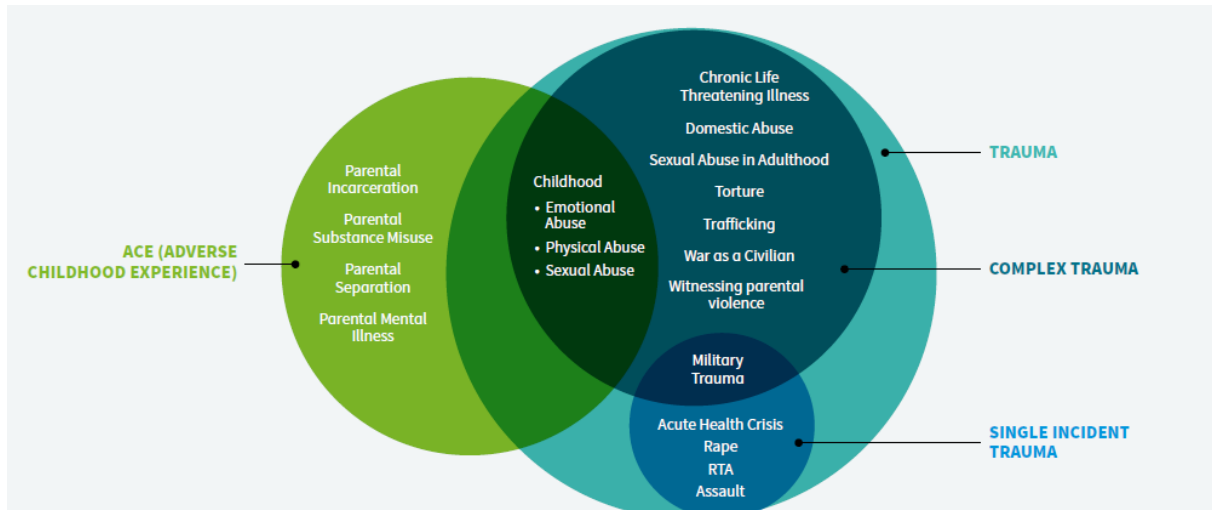 ACE (ADVERSE
CHILDHOOD EXPERIENCE)
Parental
Incarceration
Parental
Substance Misuse
Parental
Separation
Parental Mental
Illness
Childhood
• Emotional
Abuse
• Physical Abuse
• Sexual Abuse
Chronic Life
Threatening Illness
Domestic Abuse
Sexual Abuse in Adulthood
Torture
Trafficking
War as a Civilian
Witnessing parental
violence
Military
Trauma
Acute Health Crisis
Rape
RTA
Assault
TRAUMA
COMPLEX TRAUMA
SINGLE INCIDENT
TRAUMA